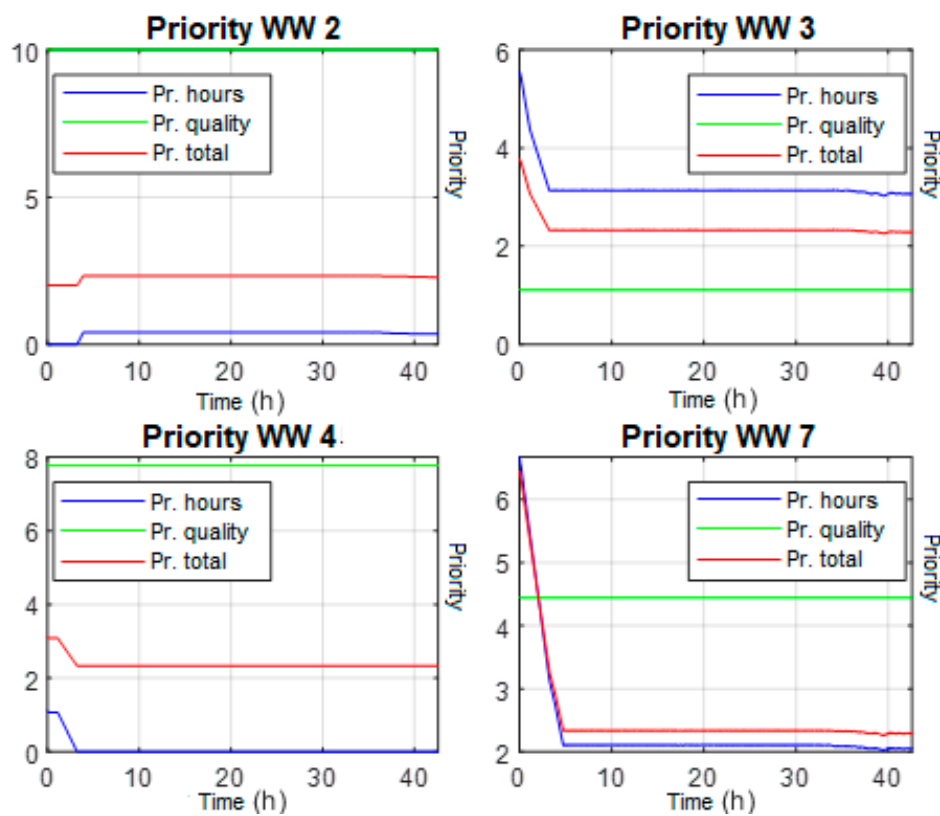 Priority WW 2
10
5
0
Pr. hours
Pr. quality
Pr. total
0 10 20 30 40
Time (h)
Priority
Priority WW 3
6
4
2
0
Pr. hours
Pr. quality
Pr. total
0 10 20 30 40
Time (h)
Priority
Priority WW 4
8
6
4
2
0
Pr. hours
Pr. quality
Pr. total
0 10 20 30 40
Time (h)
Priority
Priority WW 7
6
5
4
3
2
Pr. hours
Pr. quality
Pr. total
0 10 20 30 40
Time (h)
Priority